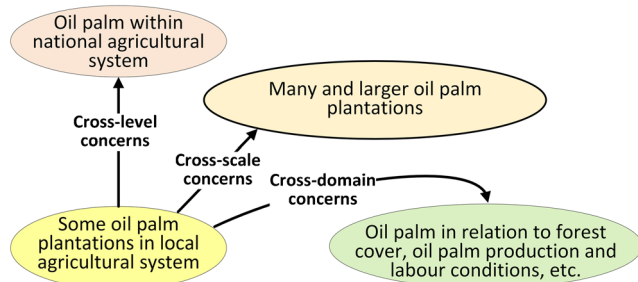 Oil palm within
national agricultural
system
Many and larger oil palm
plantations
Cross-level
concerns
Cross-scale
concerns
Cross-domain
concerns
Some oil palm
plantations in local
agricultural system
Oil palm in relation to forest
cover, oil palm production and
labour conditions, etc.